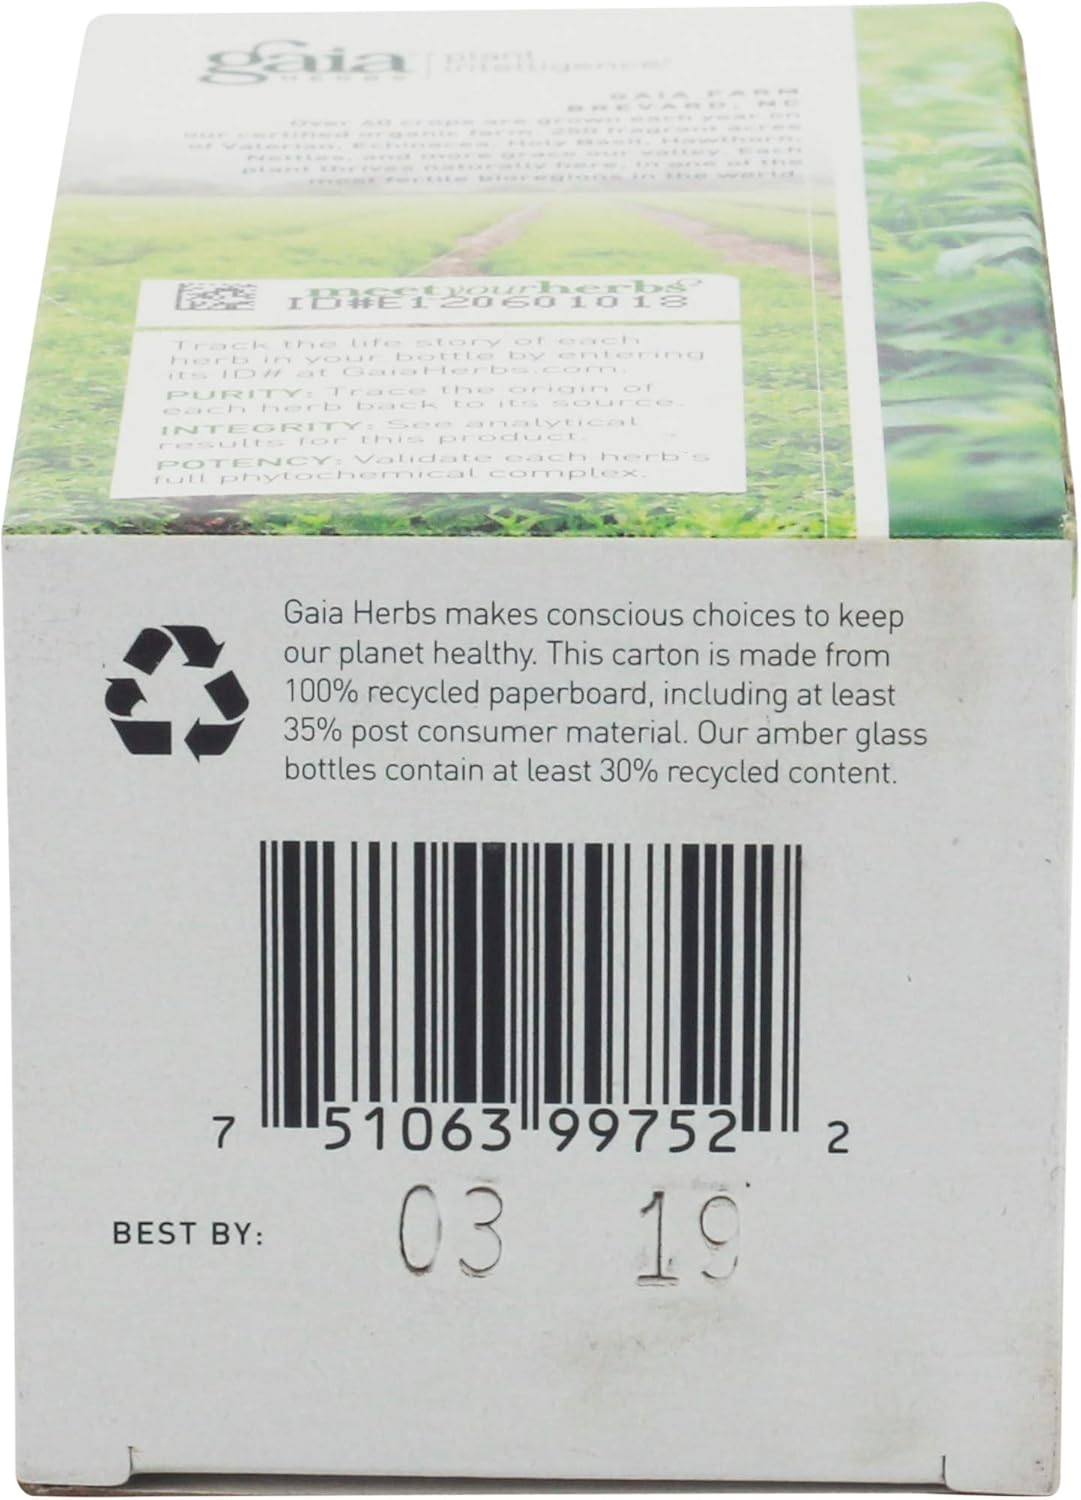 gaia HERBS | plant intelligence®
GAIA FARM
BREVARD, NC
Over 40 crops are grown each year on
our certified organic farm. 250 fragrant acres
of Valerian, Echinacea, Holy Basil, Hawthorn,
Nettles, and more grace our valley. Each
plant thrives naturally here, in one of the
most fertile bioregions in the world.
meetyourherbs®
ID#E120601018
Track the life story of each
herb in your bottle by entering
its ID# at GaiaHerbs.com.
PURITY: Trace the origin of
each herb back to its source.
INTEGRITY: See analytical
results for this product.
POTENCY: Validate each herb's
full phytochemical complex.
Gaia Herbs makes conscious choices to keep
our planet healthy. This carton is made from
100% recycled paperboard, including at least
35% post consumer material. Our amber glass
bottles contain at least 30% recycled content.
7 51063 99752 2
BEST BY: 03 19